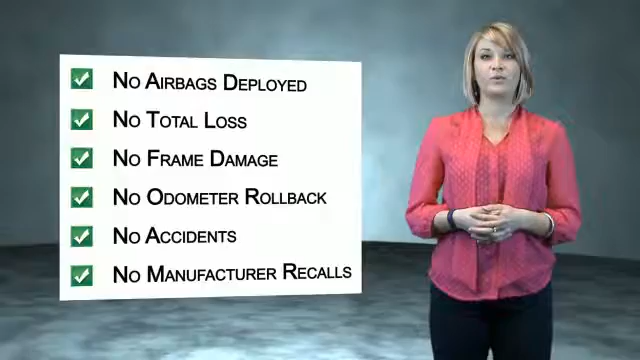 No Airbags Deployed
No Total Loss
No Frame Damage
No Odometer Rollback
No Accidents
No Manufacturer Recalls